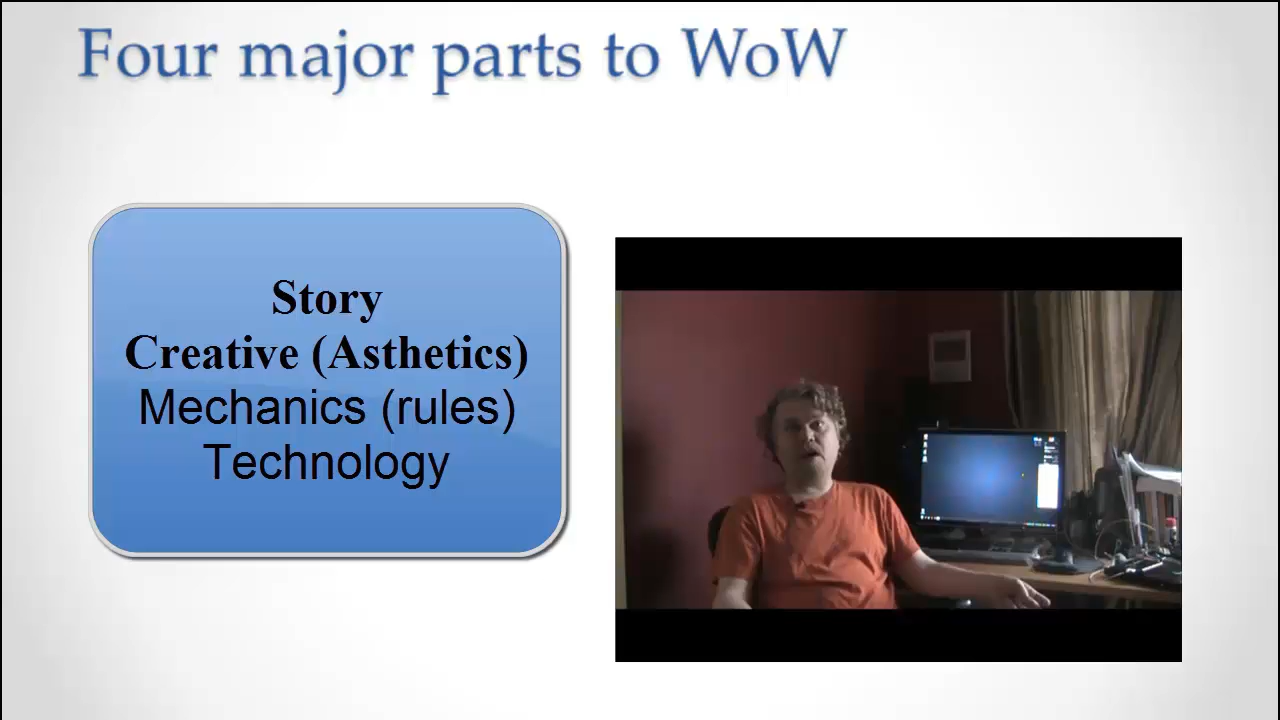 Four major parts to WoW
Story
Creative (Asthetics)
Mechanics (rules)
Technology